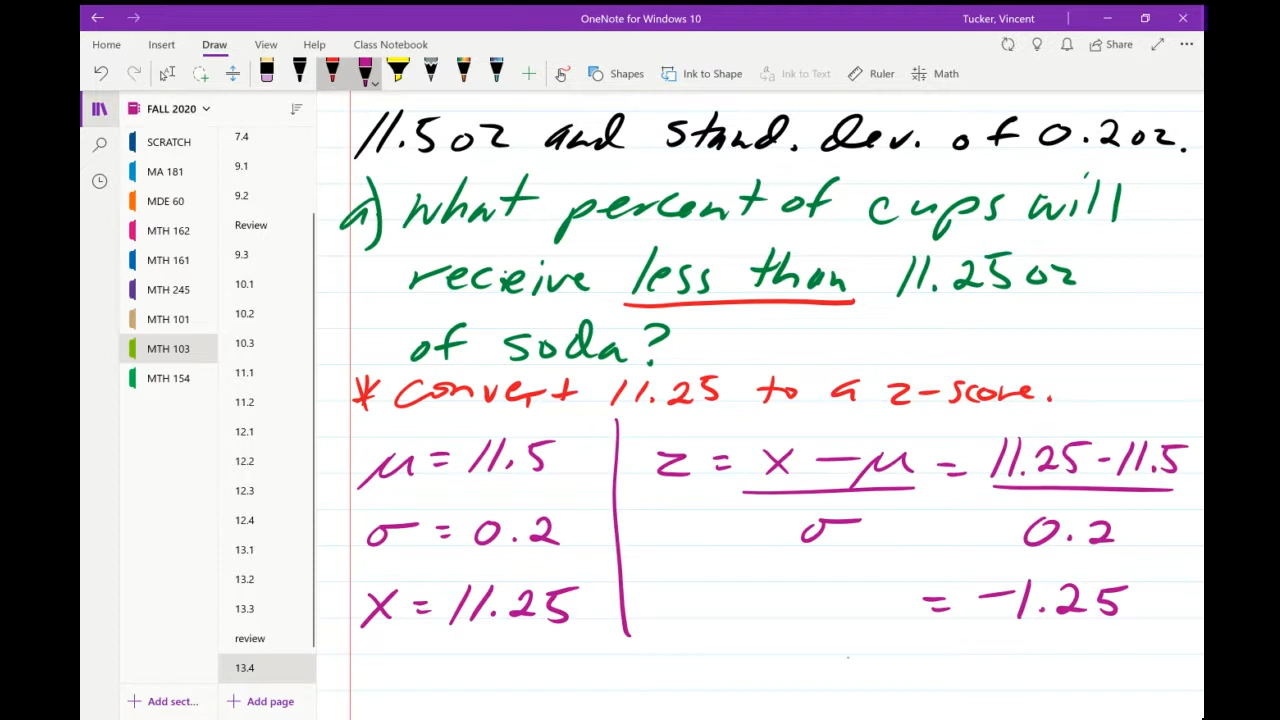 OneNote for Windows 10
Tucker, Vincent
Home Insert Draw View Help Class Notebook
Share
Shapes Ink to Shape Ink to Text Ruler Math
FALL 2020
SCRATCH
MA 181
MDE 60
MTH 162
MTH 161
MTH 245
MTH 101
MTH 103
MTH 154
Add sect...
7.4
9.1
9.2
Review
9.3
10.1
10.2
10.3
11.1
11.2
12.1
12.2
12.3
12.4
13.1
13.2
13.3
review
13.4
Add page
11.5oz and stand. dev. of 0.2oz.
a) What percent of cups will
receive less than 11.25oz
of soda?
* Convert 11.25 to a z-score.
μ = 11.5
σ = 0.2
x = 11.25
z = x - μ = 11.25 - 11.5
σ 0.2
= -1.25